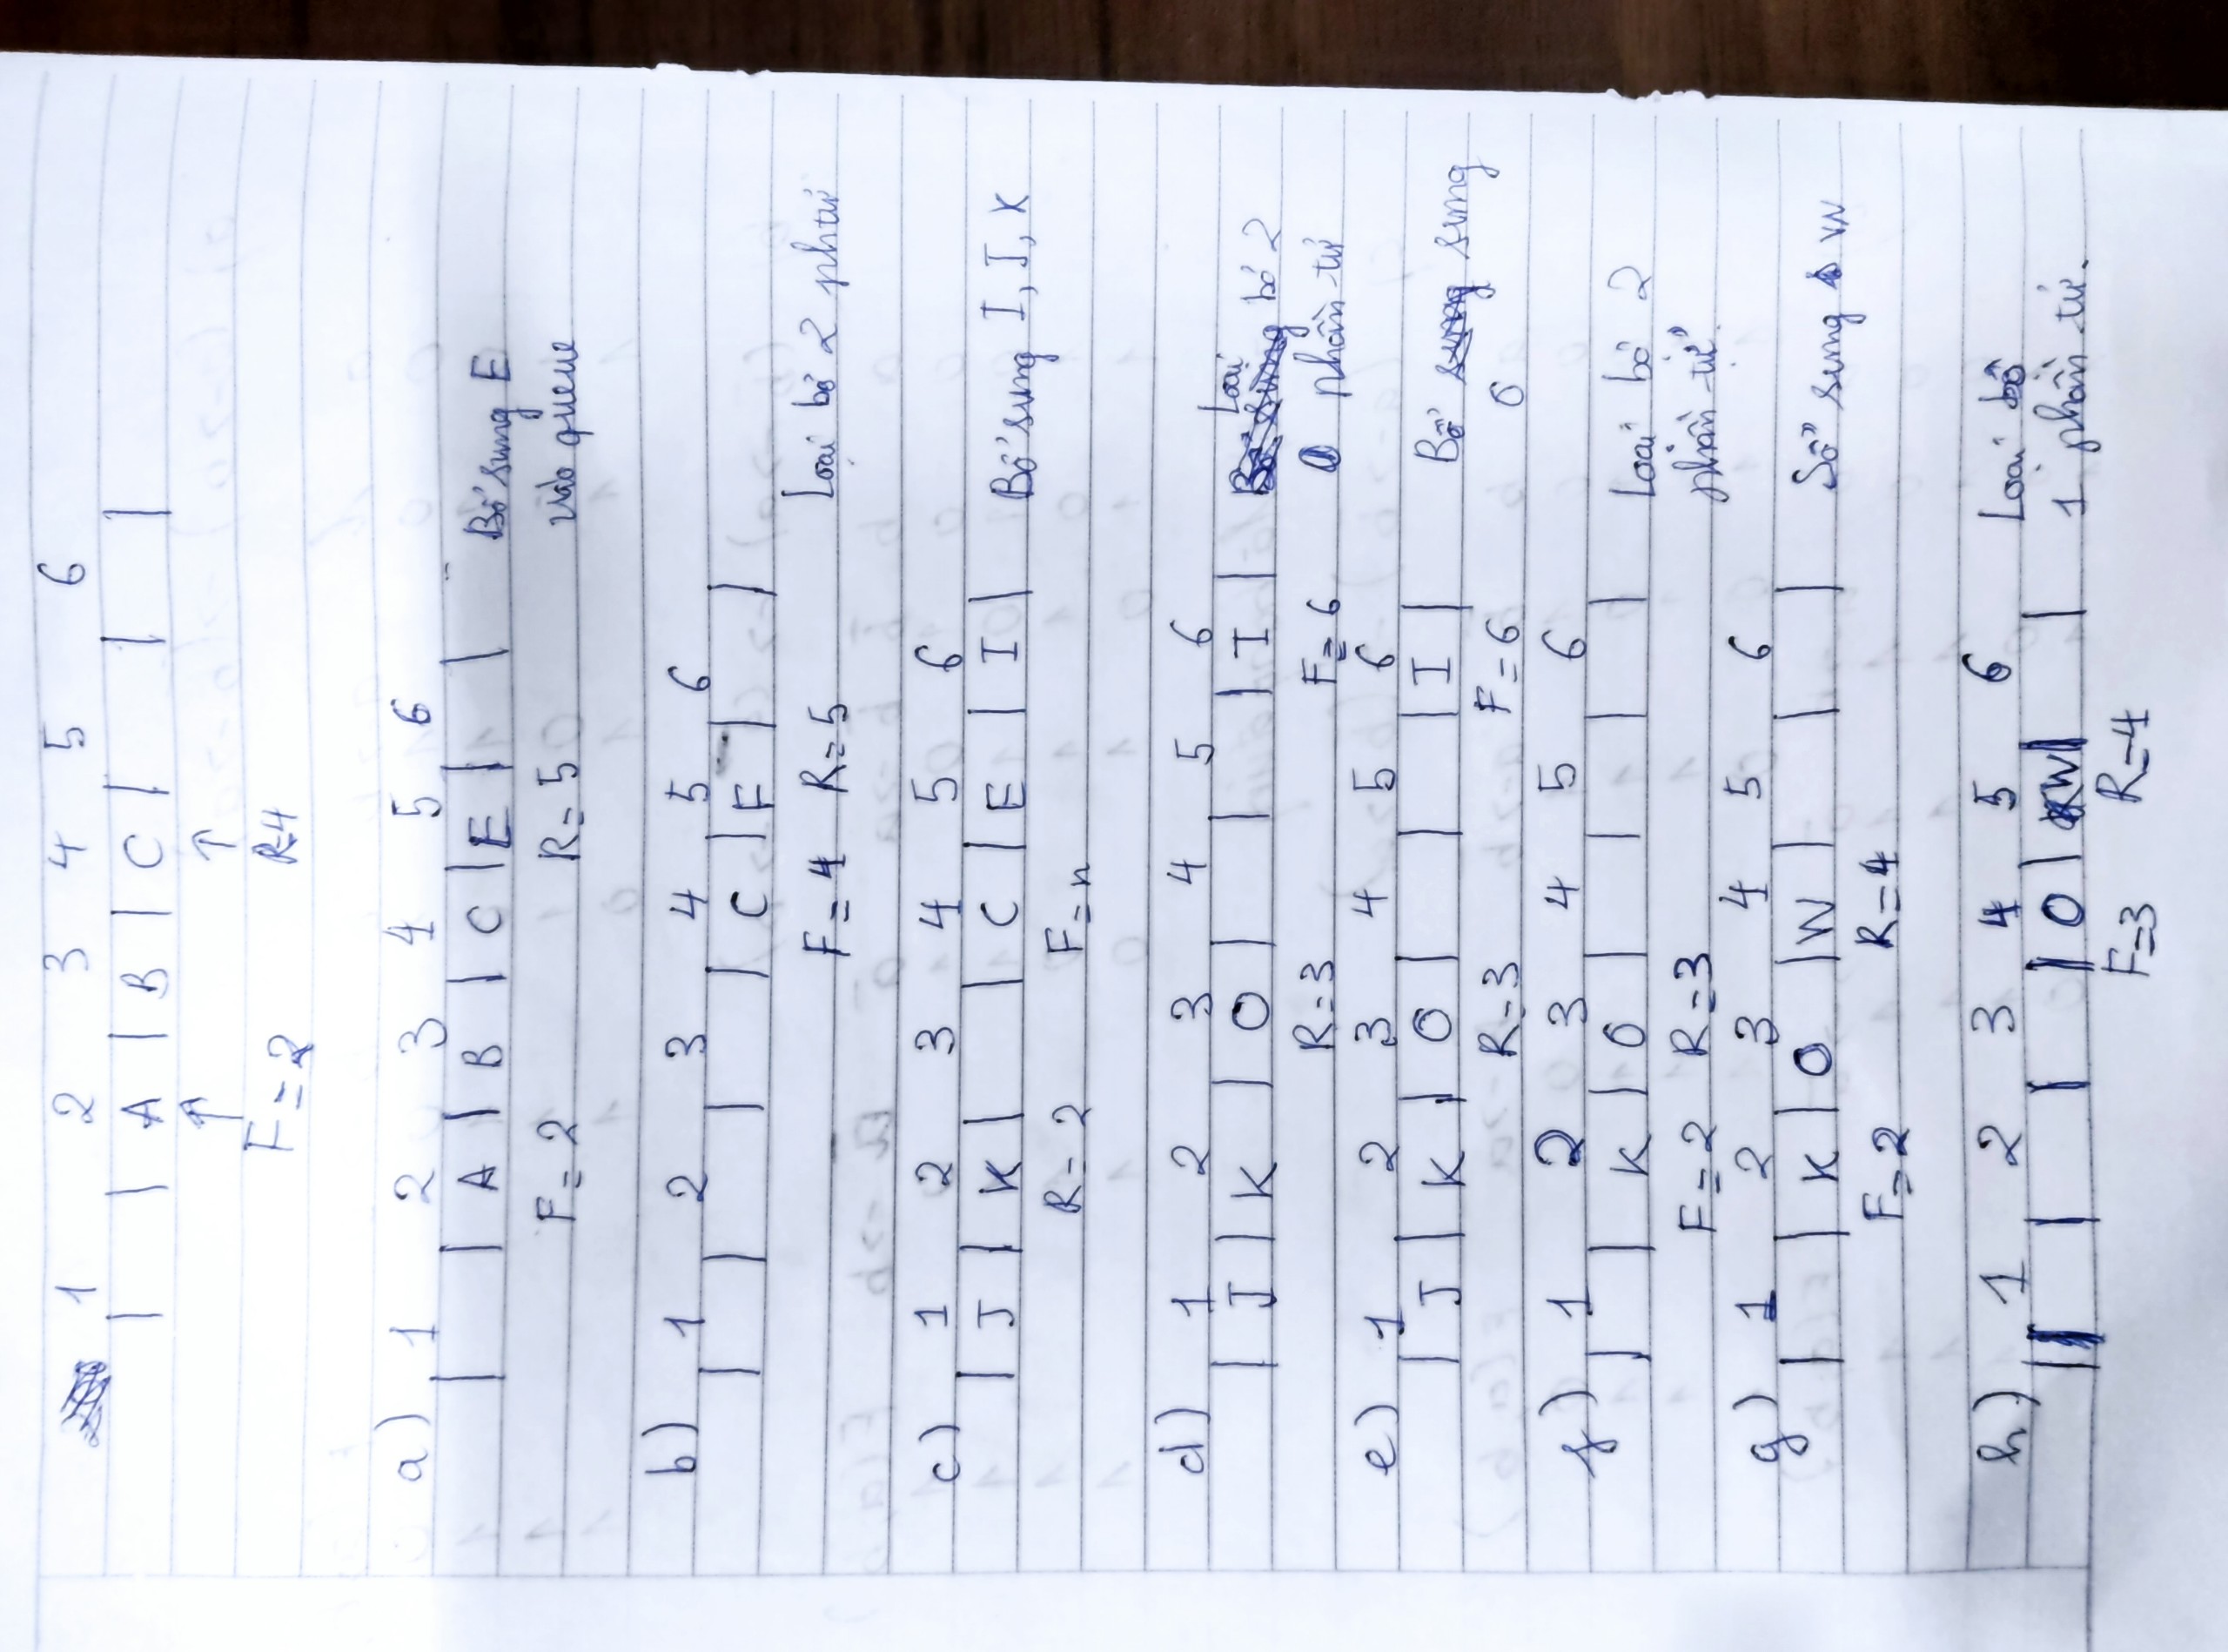 1 2 3 4 5 6
A B C
F = 2 R=4
a) 1 2 3 4 5 6
A B C E Bổ sung E
F = 2 R = 5 vào queue
b) 1 2 3 4 5 6
C F
F = 4 R = 5 Loại bỏ 2 ph tử
c) 1 2 3 4 5 6
J K C E I Bổ sung I, J, K
R = 2 F = n
d) 1 2 3 4 5 6
J K O I Loại bỏ 2
R = 3 F = 6 phần tử
e) 1 2 3 4 5 6
J K O I Bổ sung
R = 3 F = 6 O
f) 1 2 3 4 5 6
K O Loại bỏ 2
F = 2 R = 3 phần tử.
g) 1 2 3 4 5 6
K O W Sổ sung W
F = 2 R = 4
h) 1 2 3 4 5 6 Loại bỏ
O W 1 phần tử.
F = 3 R = 4